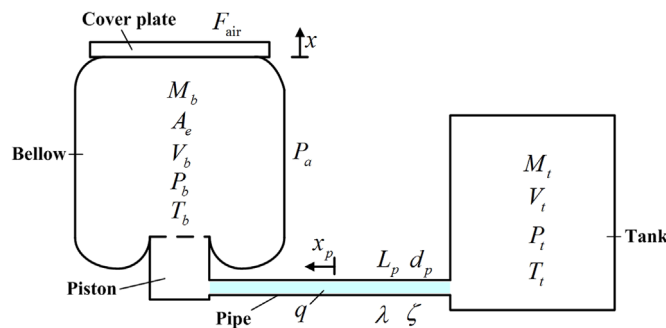 Cover plate
F_air
x
M_b
A_e
V_b
P_b
T_b
Bellow
P_a
M_t
V_t
P_t
T_t
Tank
x_p
L_p d_p
Piston
Pipe
q
λ ζ